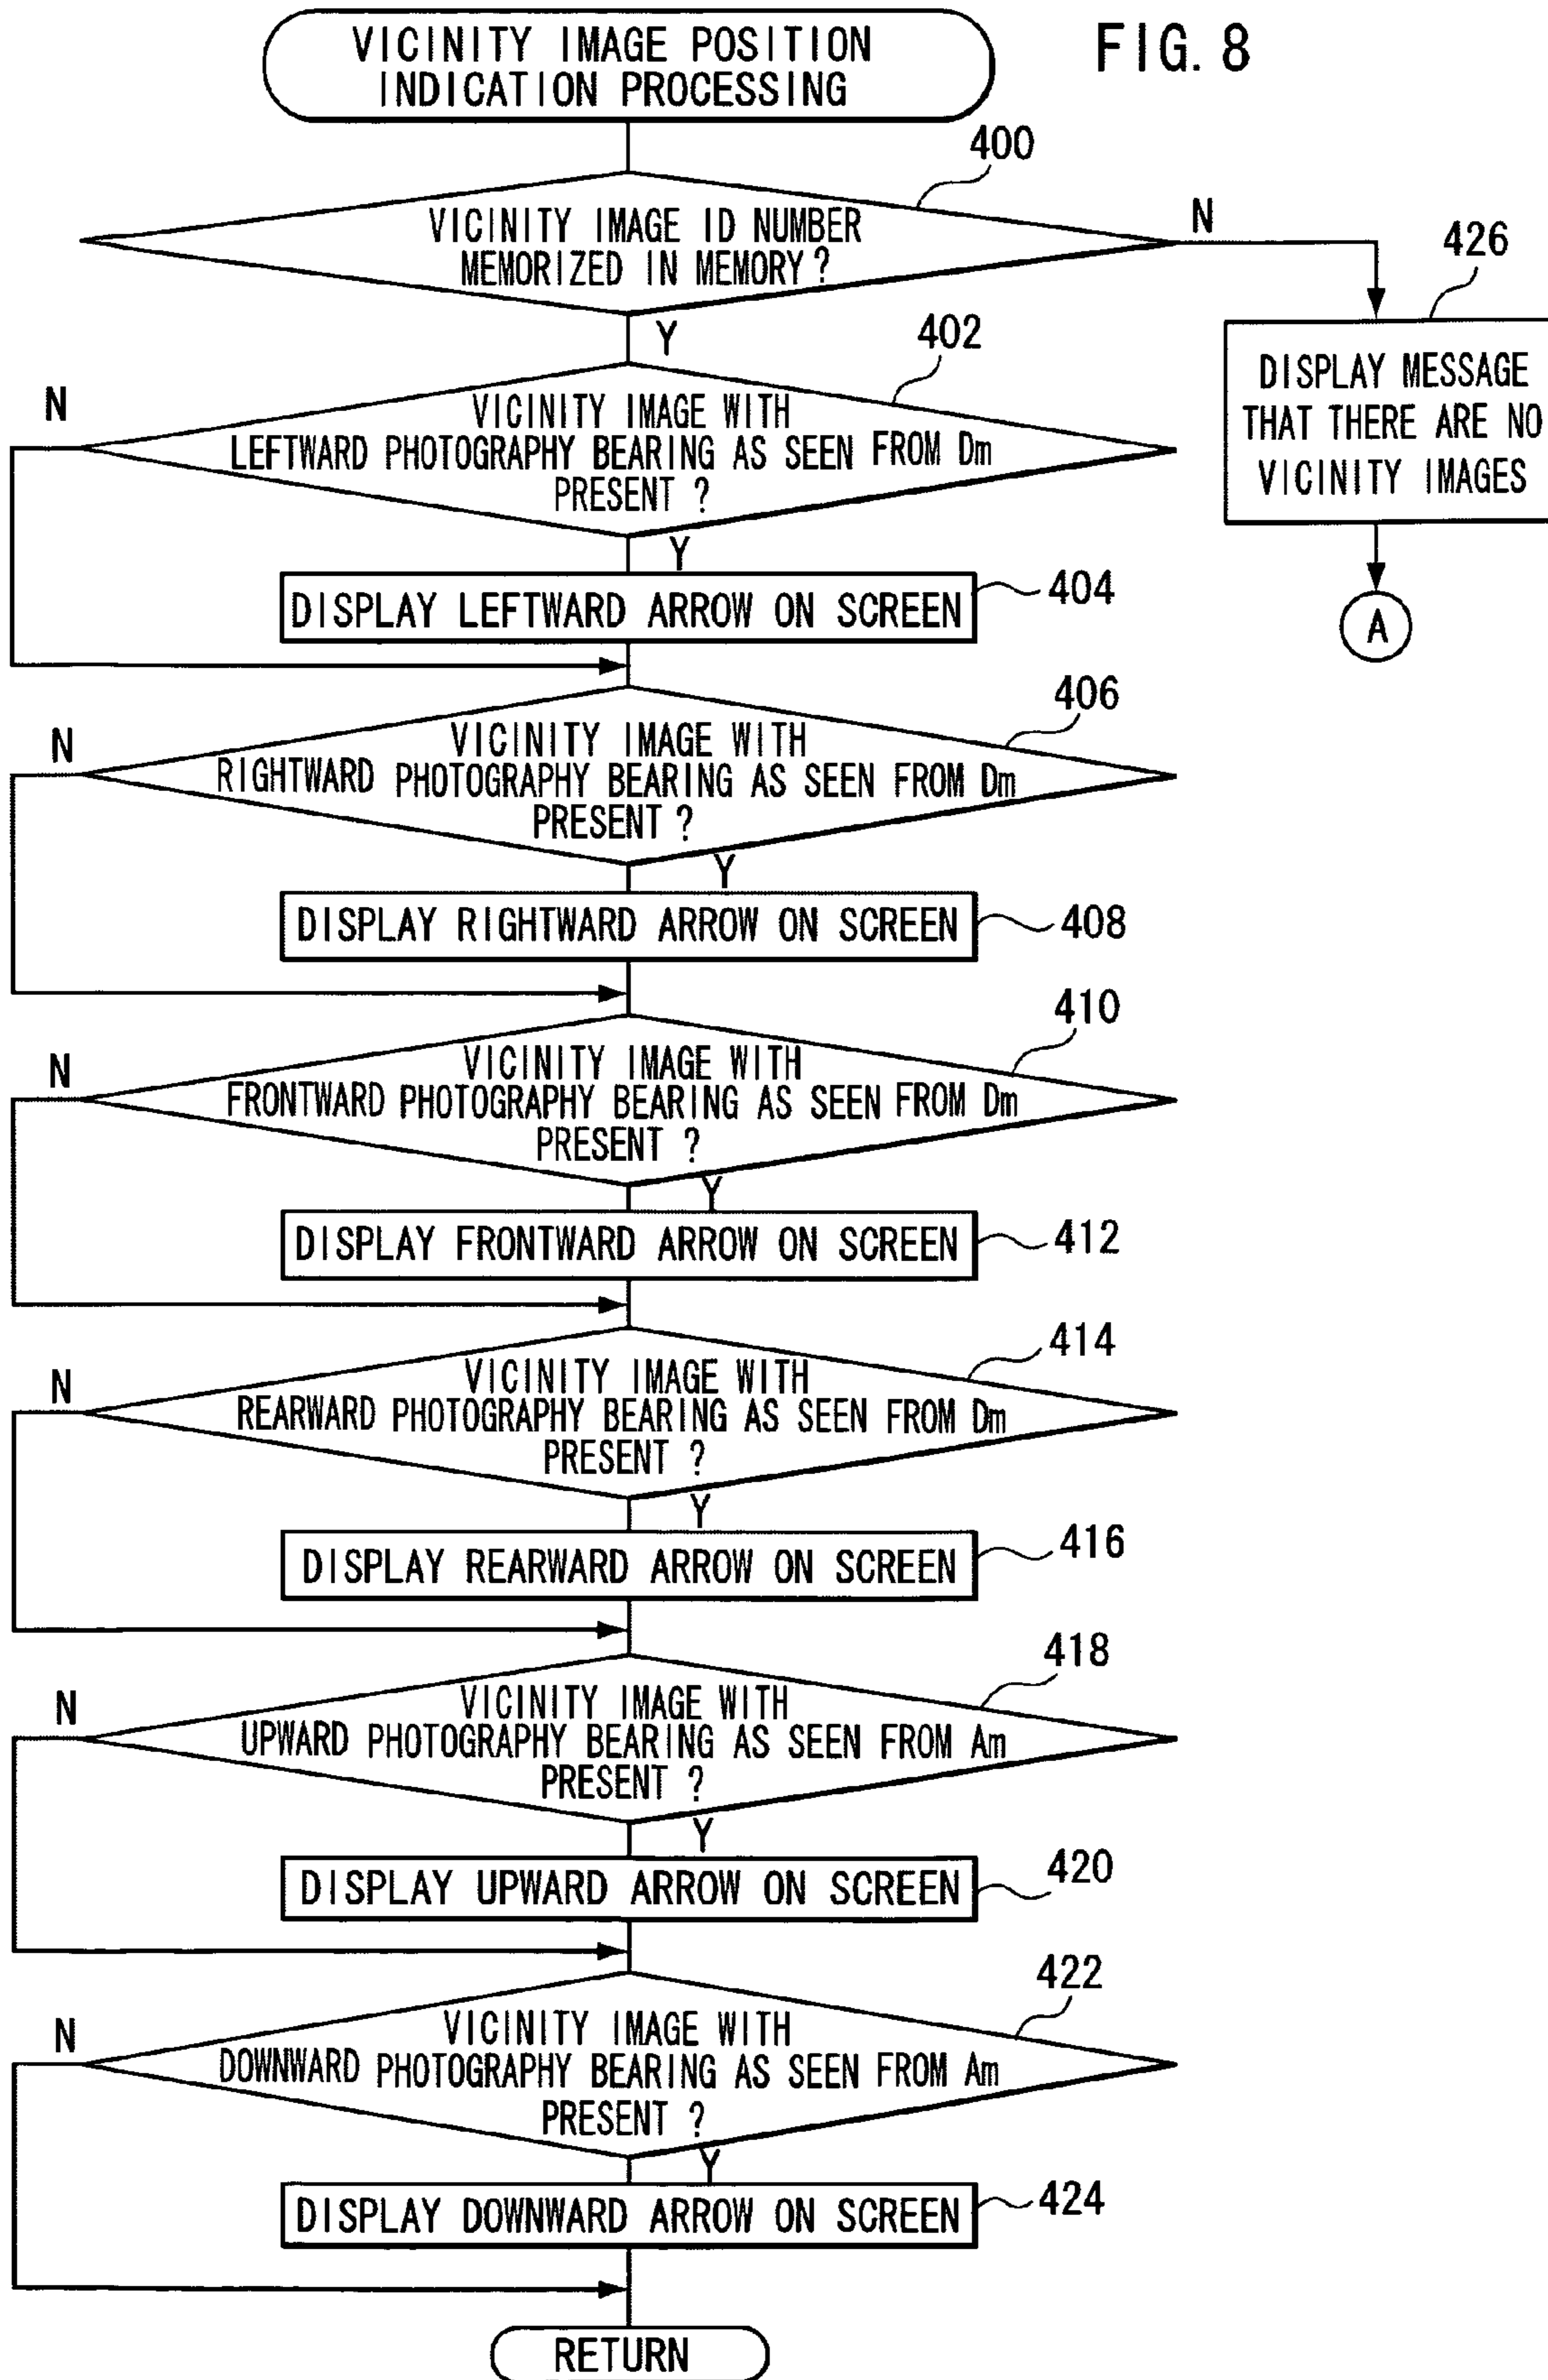 VICINITY IMAGE POSITION
INDICATION PROCESSING
FIG. 8
400
VICINITY IMAGE ID NUMBER
MEMORIZED IN MEMORY ?
N
Y
426
DISPLAY MESSAGE
THAT THERE ARE NO
VICINITY IMAGES
A
402
N
VICINITY IMAGE WITH
LEFTWARD PHOTOGRAPHY BEARING AS SEEN FROM Dm
PRESENT ?
Y
DISPLAY LEFTWARD ARROW ON SCREEN
404
406
N
VICINITY IMAGE WITH
RIGHTWARD PHOTOGRAPHY BEARING AS SEEN FROM Dm
PRESENT ?
Y
DISPLAY RIGHTWARD ARROW ON SCREEN
408
410
N
VICINITY IMAGE WITH
FRONTWARD PHOTOGRAPHY BEARING AS SEEN FROM Dm
PRESENT ?
Y
DISPLAY FRONTWARD ARROW ON SCREEN
412
414
N
VICINITY IMAGE WITH
REARWARD PHOTOGRAPHY BEARING AS SEEN FROM Dm
PRESENT ?
Y
DISPLAY REARWARD ARROW ON SCREEN
416
418
N
VICINITY IMAGE WITH
UPWARD PHOTOGRAPHY BEARING AS SEEN FROM Am
PRESENT ?
Y
DISPLAY UPWARD ARROW ON SCREEN
420
422
N
VICINITY IMAGE WITH
DOWNWARD PHOTOGRAPHY BEARING AS SEEN FROM Am
PRESENT ?
Y
DISPLAY DOWNWARD ARROW ON SCREEN
424
RETURN